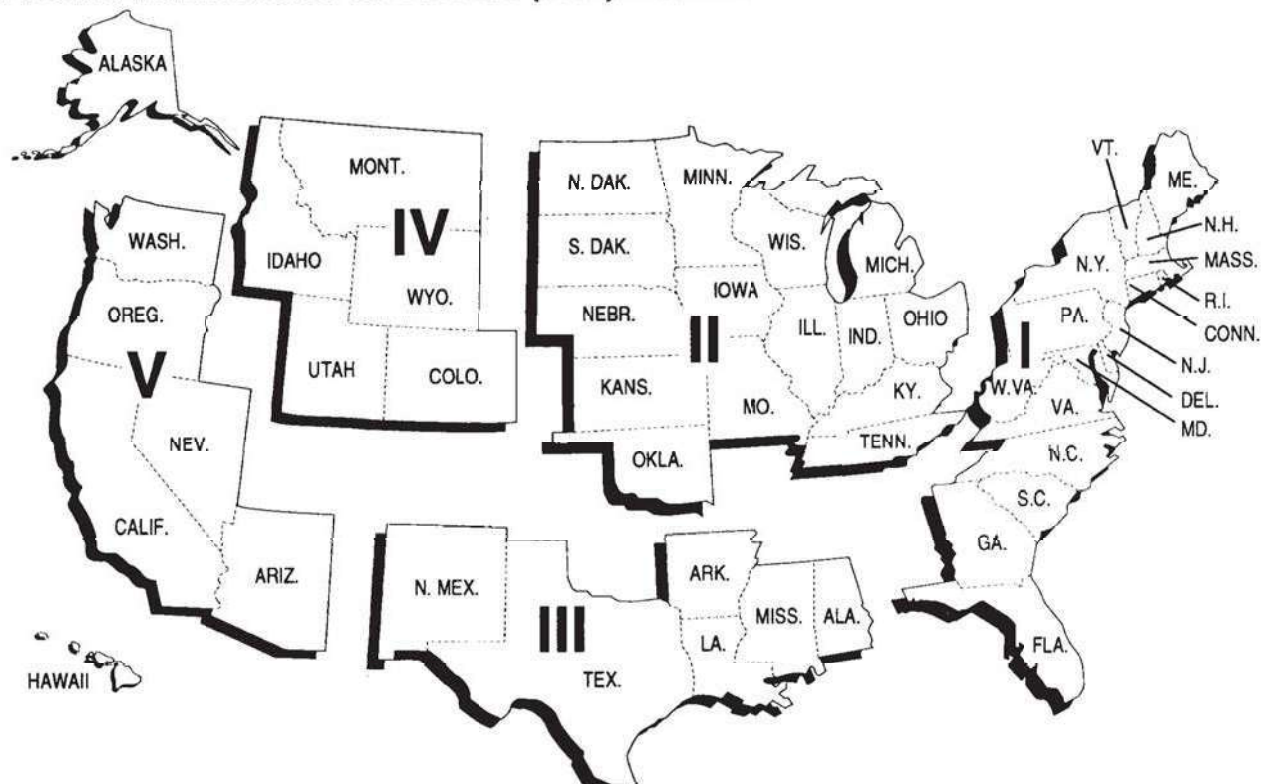 ALASKA
MONT.
IV
IDAHO
WYO.
UTAH
COLO.
WASH.
OREG.
V
NEV.
CALIF.
ARIZ.
HAWAII
N. DAK.
MINN.
S. DAK.
WIS.
MICH.
NEBR.
IOWA
II
ILL.
IND.
OHIO
KANS.
MO.
KY.
TENN.
OKLA.
N. MEX.
III
TEX.
ARK.
LA.
MISS.
ALA.
VT.
ME.
N.H.
N.Y.
MASS.
R.I.
PA.
CONN.
I
N.J.
W.VA.
DEL.
VA.
MD.
N.C.
S.C.
GA.
FLA.